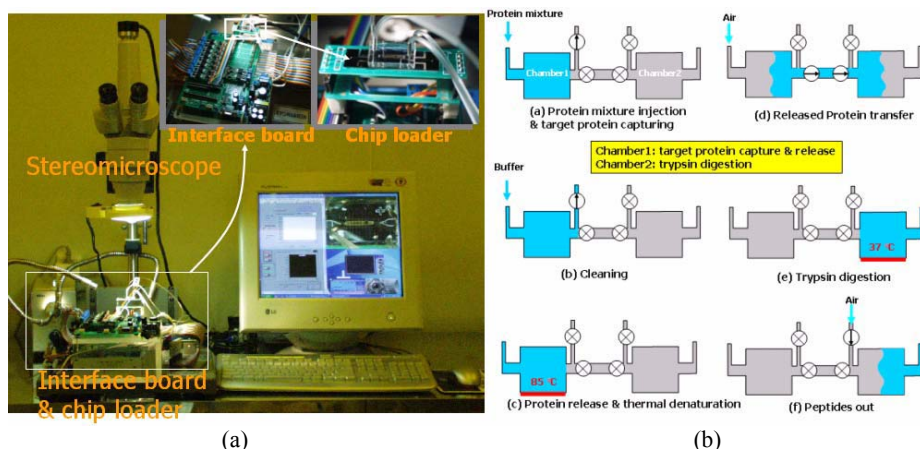 Interface board
Chip loader
Stereomicroscope
LG
Interface board
& chip loader
(a)
Protein mixture
Chamber1
Chamber2
(a) Protein mixture injection
& target protein capturing
Air
(d) Released Protein transfer
Chamber1: target protein capture & release
Chamber2: trypsin digestion
Buffer
(b) Cleaning
37 °C
(e) Trypsin digestion
85 °C
(c) Protein release & thermal denaturation
Air
(f) Peptides out
(b)